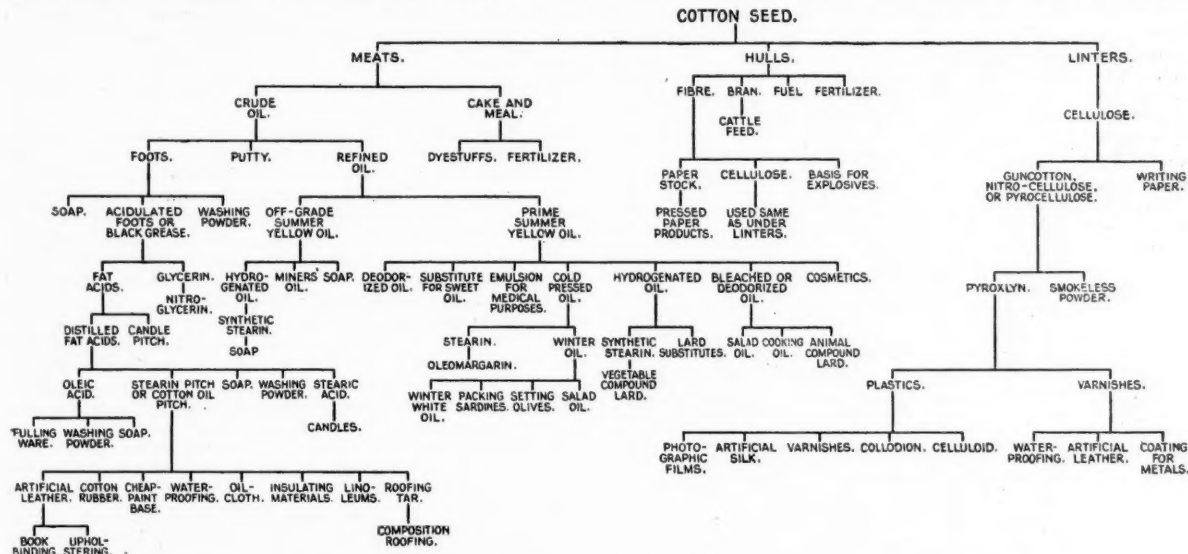 COTTON SEED.
MEATS.
HULLS.
LINTERS.
CRUDE
OIL.
CAKE AND
MEAL.
FIBRE.
BRAN.
FUEL
FERTILIZER.
CATTLE
FEED.
CELLULOSE.
FOOTS.
PUTTY.
REFINED
OIL.
DYESTUFFS.
FERTILIZER.
PAPER
STOCK.
CELLULOSE.
BASIS FOR
EXPLOSIVES.
GUNCOTTON,
NITRO-CELLULOSE,
OR PYROCELLULOSE.
WRITING
PAPER.
SOAP.
ACIDULATED
FOOTS OR
BLACK GREASE.
WASHING
POWDER.
OFF-GRADE
SUMMER
YELLOW OIL.
PRIME
SUMMER
YELLOW OIL.
PRESSED
PAPER
PRODUCTS.
USED SAME
AS UNDER
LINTERS.
FAT
ACIDS.
GLYCERIN.
NITRO-
GLYCERIN.
HYDRO-
GENATED
OIL.
MINERS'
OIL.
SOAP.
DEODOR-
IZED OIL.
SUBSTITUTE
FOR SWEET
OIL.
EMULSION
FOR
MEDICAL
PURPOSES.
COLD
PRESSED
OIL.
HYDROGENATED
OIL.
BLEACHED OR
DEODORIZED
OIL.
COSMETICS.
PYROXLYN.
SMOKELESS
POWDER.
SYNTHETIC
STEARIN.
SOAP
DISTILLED
FAT ACIDS.
CANDLE
PITCH.
STEARIN.
OLEOMARGARIN.
WINTER
OIL.
SYNTHETIC
STEARIN.
VEGETABLE
COMPOUND
LARD.
LARD
SUBSTITUTES.
SALAD
OIL.
COOKING
OIL.
ANIMAL
COMPOUND
LARD.
OLEIC
ACID.
STEARIN PITCH
OR COTTON OIL
PITCH.
SOAP.
WASHING
POWDER.
STEARIC
ACID.
CANDLES.
WINTER
WHITE
OIL.
PACKING
SARDINES.
SETTING
OLIVES.
SALAD
OIL.
PLASTICS.
VARNISHES.
FULLING
WARE.
WASHING
POWDER.
SOAP.
PHOTO-
GRAPHIC
FILMS.
ARTIFICIAL
SILK.
VARNISHES.
COLLODION.
CELLULOID.
WATER-
PROOFING.
ARTIFICIAL
LEATHER.
COATING
FOR
METALS.
ARTIFICIAL
LEATHER.
COTTON
RUBBER.
CHEAP-
PAINT
BASE.
WATER-
PROOFING.
OIL-
CLOTH.
INSULATING
MATERIALS.
LINO-
LEUMS.
ROOFING
TAR.
COMPOSITION
ROOFING.
BOOK
BINDING.
UPHOL-
STERING.